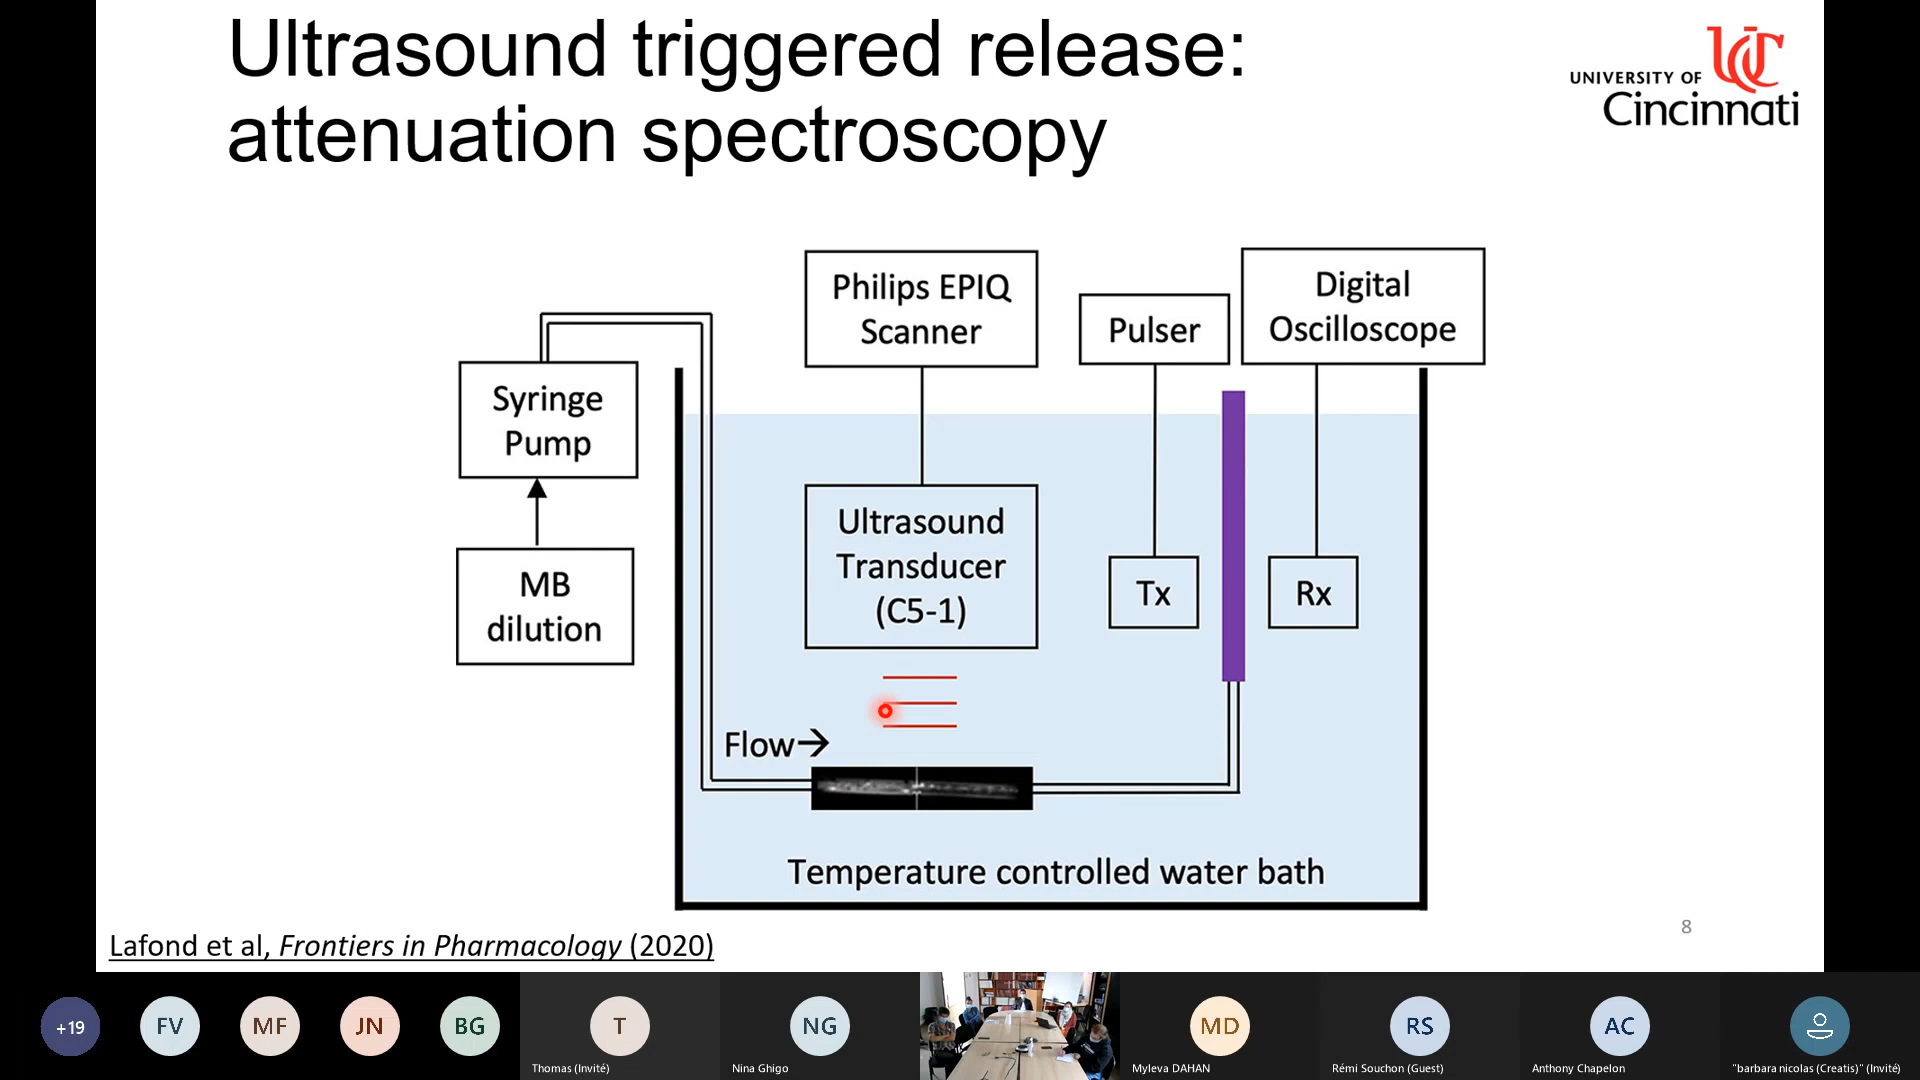 Ultrasound triggered release:
attenuation spectroscopy
UNIVERSITY OF
UC
Cincinnati
Philips EPIQ
Scanner
Pulser
Digital
Oscilloscope
Syringe
Pump
MB
dilution
Ultrasound
Transducer
(C5-1)
Tx
Rx
Flow→
Temperature controlled water bath
Lafond et al, Frontiers in Pharmacology (2020)
8
+19
FV
MF
JN
BG
T
Thomas (Invité)
NG
Nina Ghigo
MD
Myleva DAHAN
RS
Rémi Souchon (Guest)
AC
Anthony Chapelon
"barbara nicolas (Creatis)" (Invité)